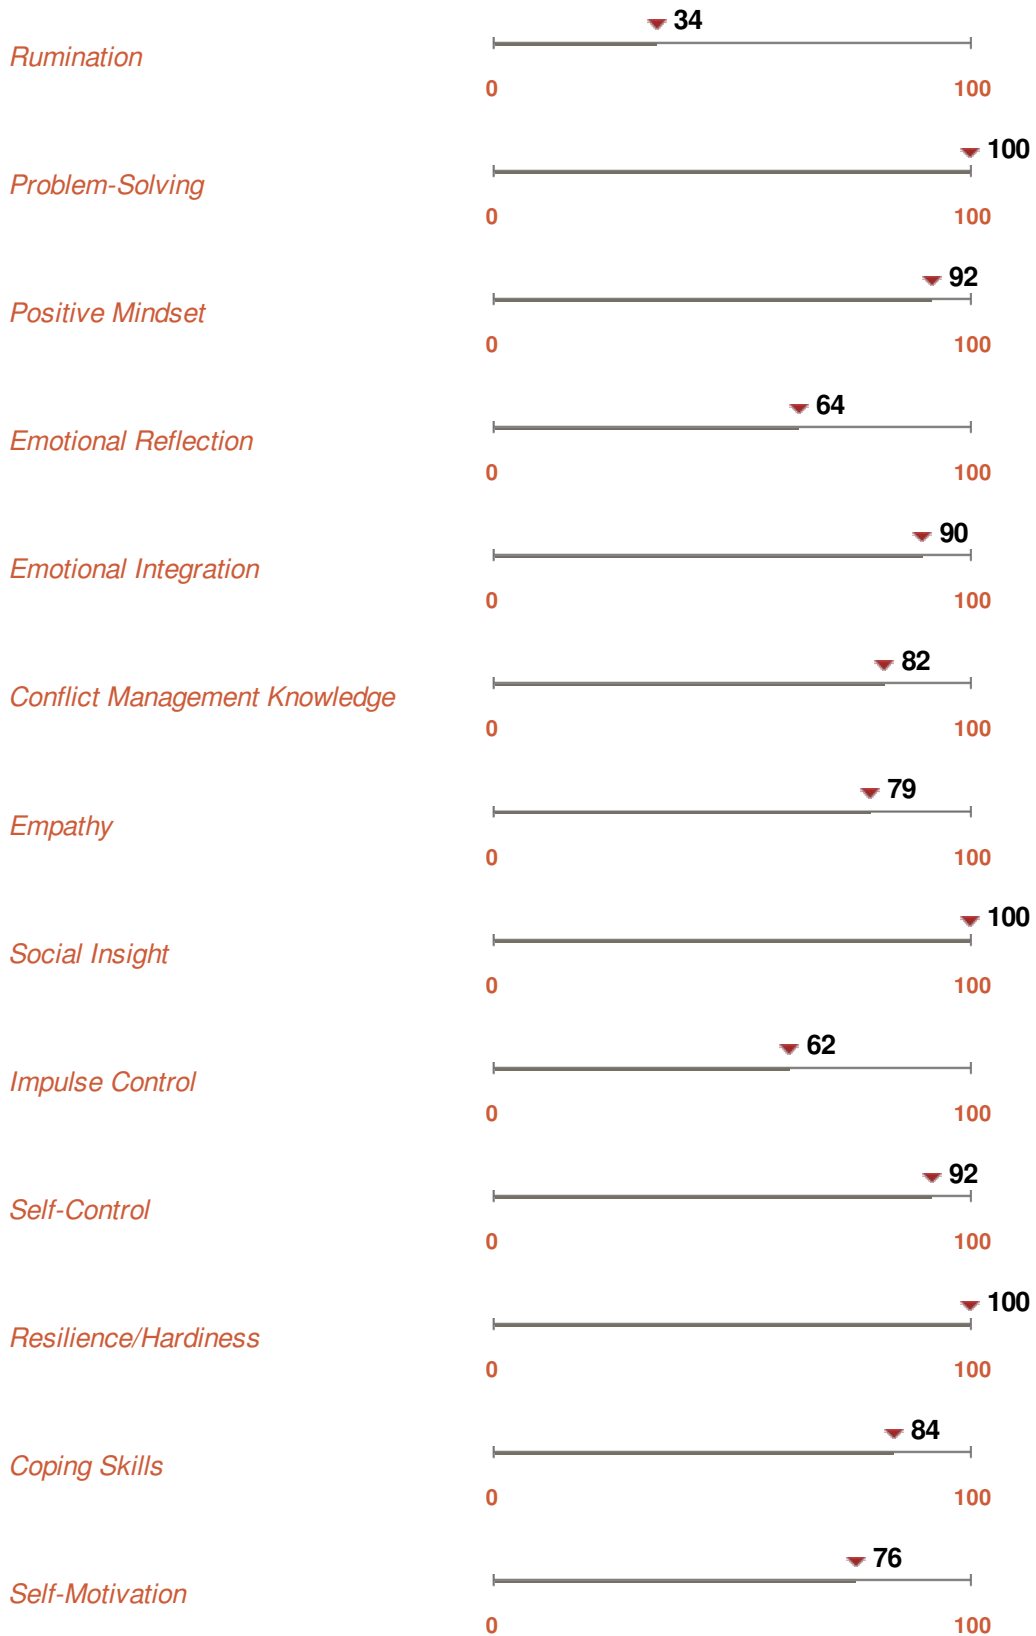 34
Rumination
0 100
100
Problem-Solving
0 100
92
Positive Mindset
0 100
64
Emotional Reflection
0 100
90
Emotional Integration
0 100
82
Conflict Management Knowledge
0 100
79
Empathy
0 100
100
Social Insight
0 100
62
Impulse Control
0 100
92
Self-Control
0 100
100
Resilience/Hardiness
0 100
84
Coping Skills
0 100
76
Self-Motivation
0 100